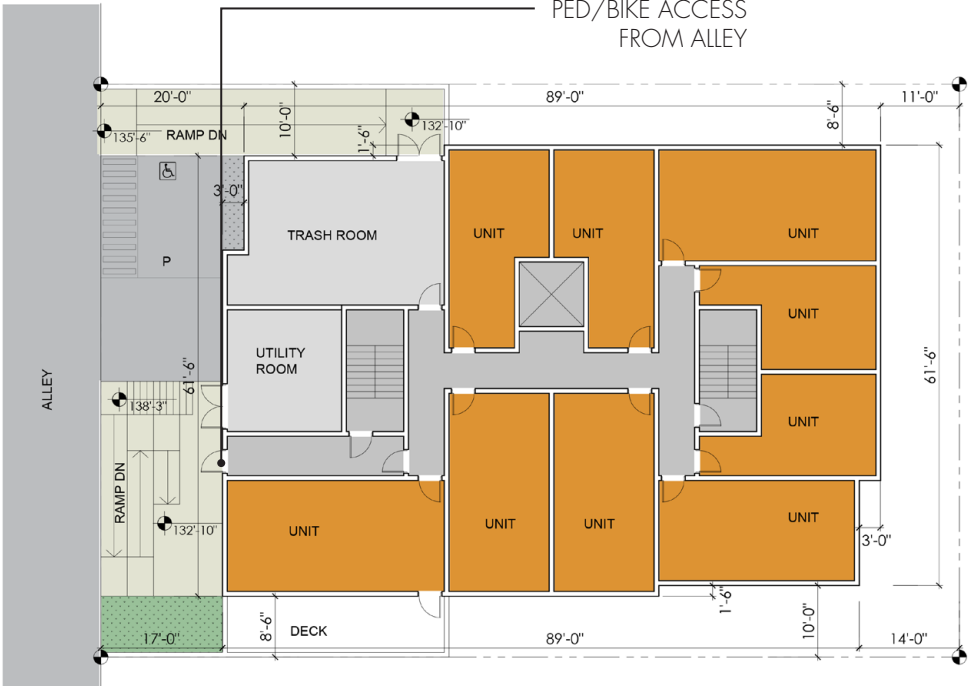 PED/BIKE ACCESS
FROM ALLEY
20'-0"
89'-0"
11'-0"
10'-0"
8'-6"
135'-6"
RAMP DN
132'-10"
1'-6"
3'-0"
TRASH ROOM
UNIT
UNIT
UNIT
P
UNIT
UTILITY
ROOM
61'-6"
61'-6"
ALLEY
138'-3"
UNIT
RAMP DN
132'-10"
UNIT
UNIT
UNIT
UNIT
3'-0"
1'-6"
8'-6"
DECK
10'-0"
17'-0"
89'-0"
14'-0"